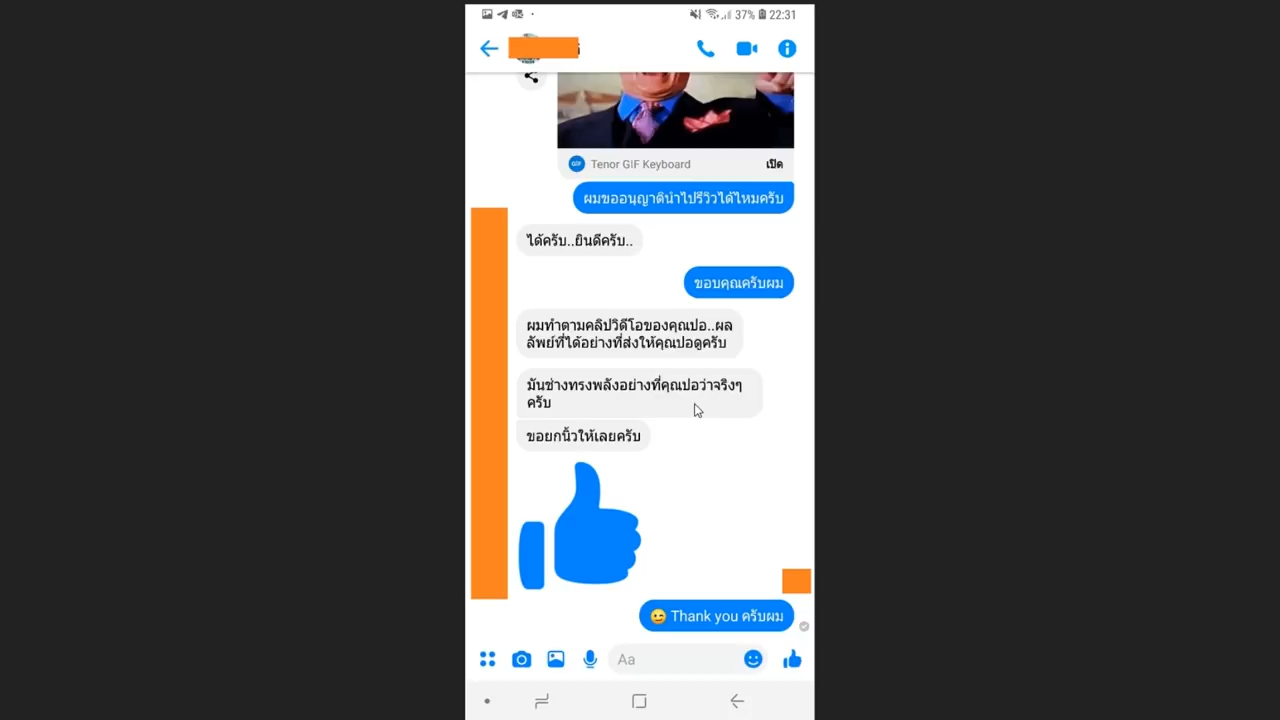 37% 22:31
Tenor GIF Keyboard เปิด
ผมขออนุญาตินำไปรีวิวได้ไหมครับ
ได้ครับ..ยินดีครับ..
ขอบคุณครับผม
ผมทำตามคลิปวิดีโอของคุณปอ..ผล
ลัพย์ที่ได้อย่างที่ส่งให้คุณปอดูครับ
มันช่างทรงพลังอย่างที่คุณปอว่าจริงๆ
ครับ
ขอยกนิ้วให้เลยครับ
😉 Thank you ครับผม
Aa